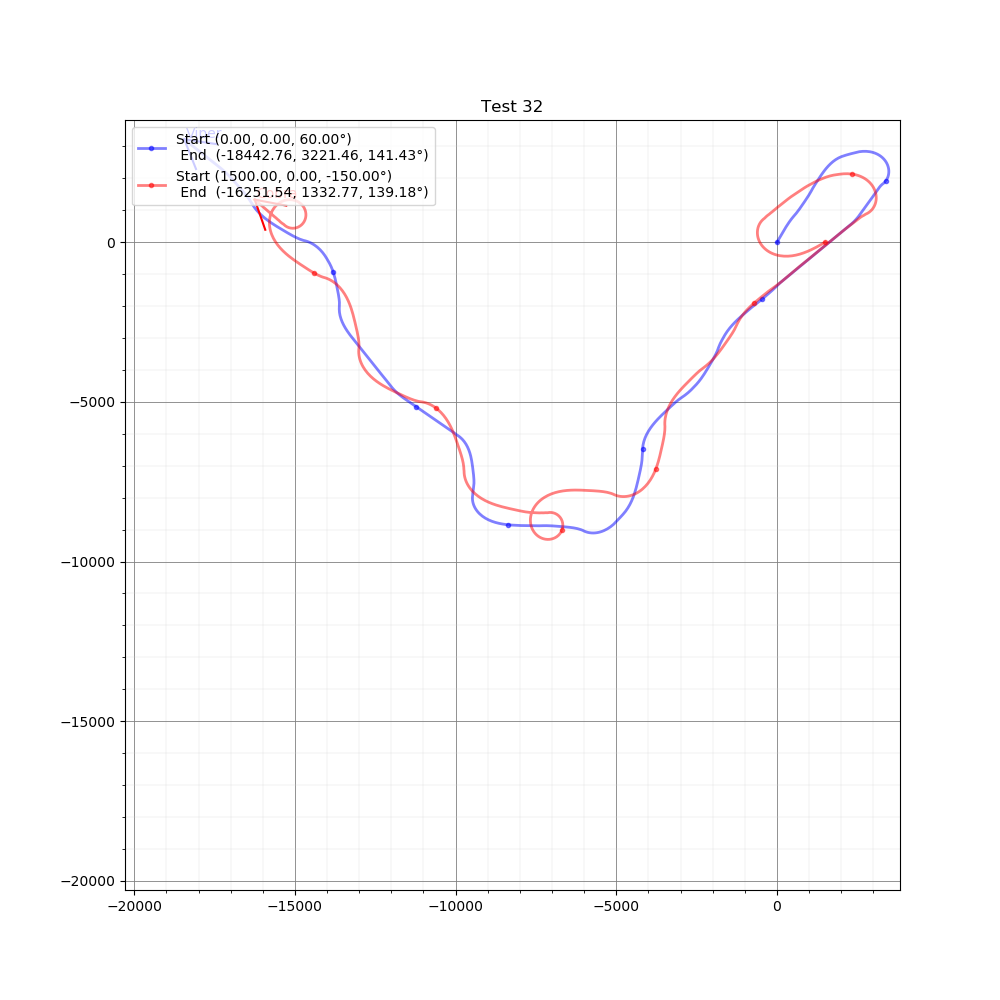 Test 32
Viper
Start (0.00, 0.00, 60.00°)
End (-18442.76, 3221.46, 141.43°)
Start (1500.00, 0.00, -150.00°)
End (-16251.54, 1332.77, 139.18°)
0
−5000
−10000
−15000
−20000
−20000
−15000
−10000
−5000
0